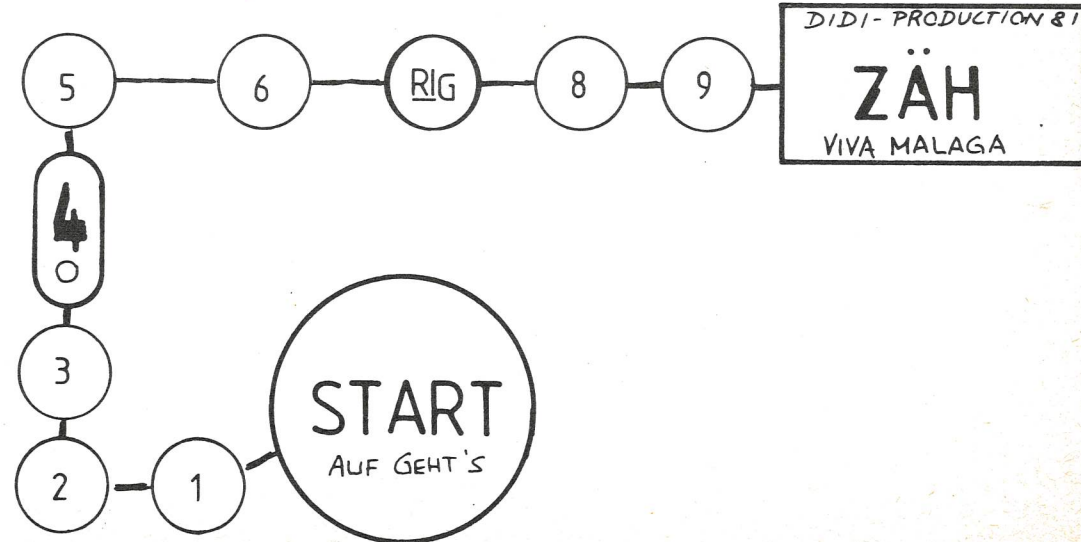 DIDI-PRODUCTION 81
5
6
RIG
8
9
ZÄH
VIVA MALAGA
4
O
3
START
AUF GEHT'S
2
1